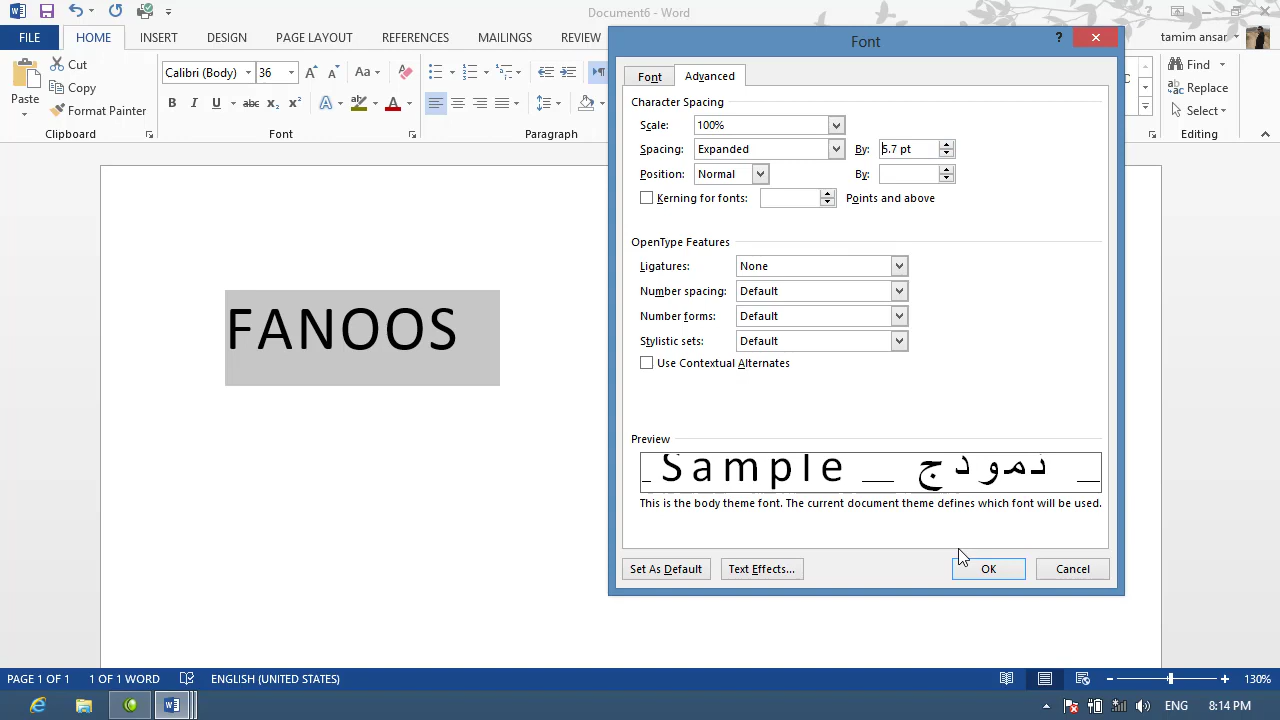 Document6 - Word
FILE HOME INSERT DESIGN PAGE LAYOUT REFERENCES MAILINGS REVIEW tamim ansar
Cut
Copy
Format Painter
Paste
Clipboard
Calibri (Body) 36
Aa
B I U abc X2 X2
A
Font
Paragraph
Find
Replace
Select
Editing
Font
Font Advanced
Character Spacing
Scale: 100%
Spacing: Expanded By: 5.7 pt
Position: Normal By:
Kerning for fonts: Points and above
OpenType Features
Ligatures: None
Number spacing: Default
Number forms: Default
Stylistic sets: Default
Use Contextual Alternates
Preview
Sample نموذج
This is the body theme font. The current document theme defines which font will be used.
Set As Default Text Effects... OK Cancel
FANOOS
PAGE 1 OF 1 1 OF 1 WORD ENGLISH (UNITED STATES) 130%
ENG 8:14 PM